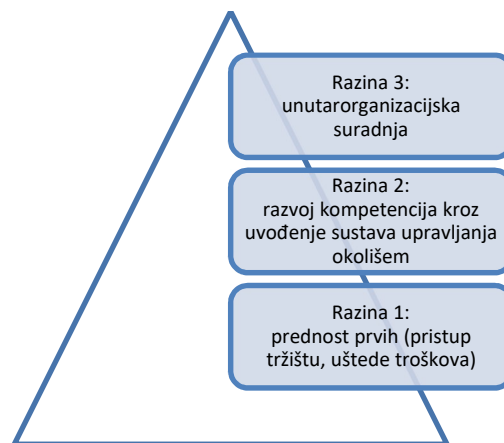 Razina 3:
unutarorganizacijska
suradnja
Razina 2:
razvoj kompetencija kroz
uvođenje sustava upravljanja
okolišem
Razina 1:
prednost prvih (pristup
tržištu, uštede troškova)